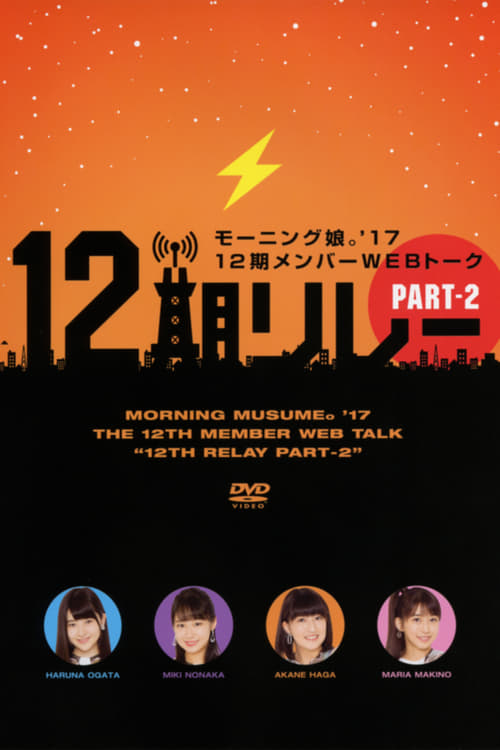 モーニング娘。'17
12期メンバーWEBトーク
12期リレー
PART-2
MORNING MUSUME。'17
THE 12TH MEMBER WEB TALK
“12TH RELAY PART-2”
DVD
VIDEO
HARUNA OGATA
MIKI NONAKA
AKANE HAGA
MARIA MAKINO